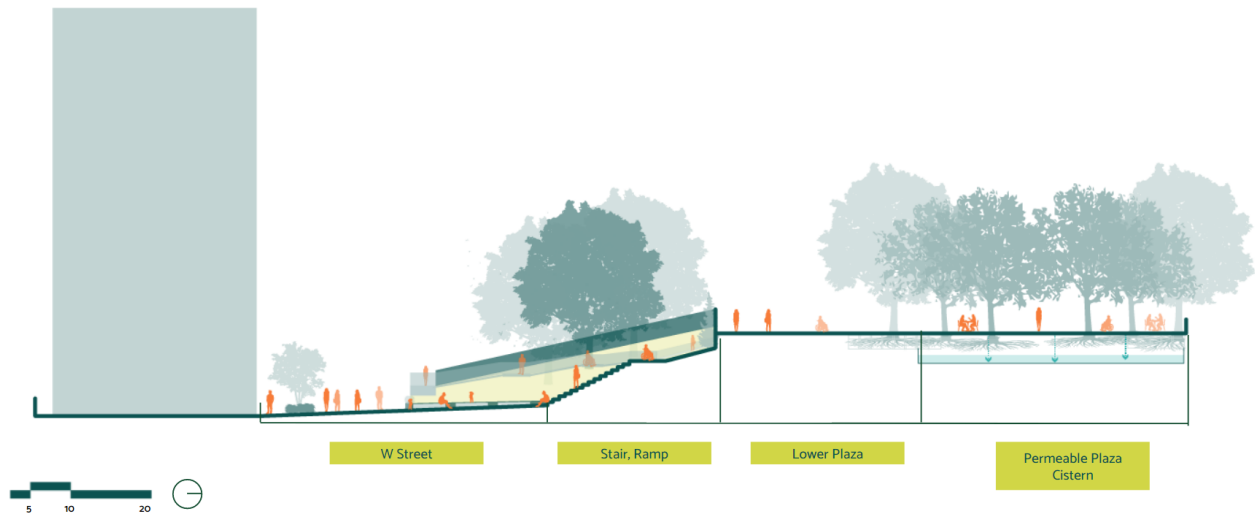 W Street
Stair, Ramp
Lower Plaza
Permeable Plaza
Cistern
5 10 20